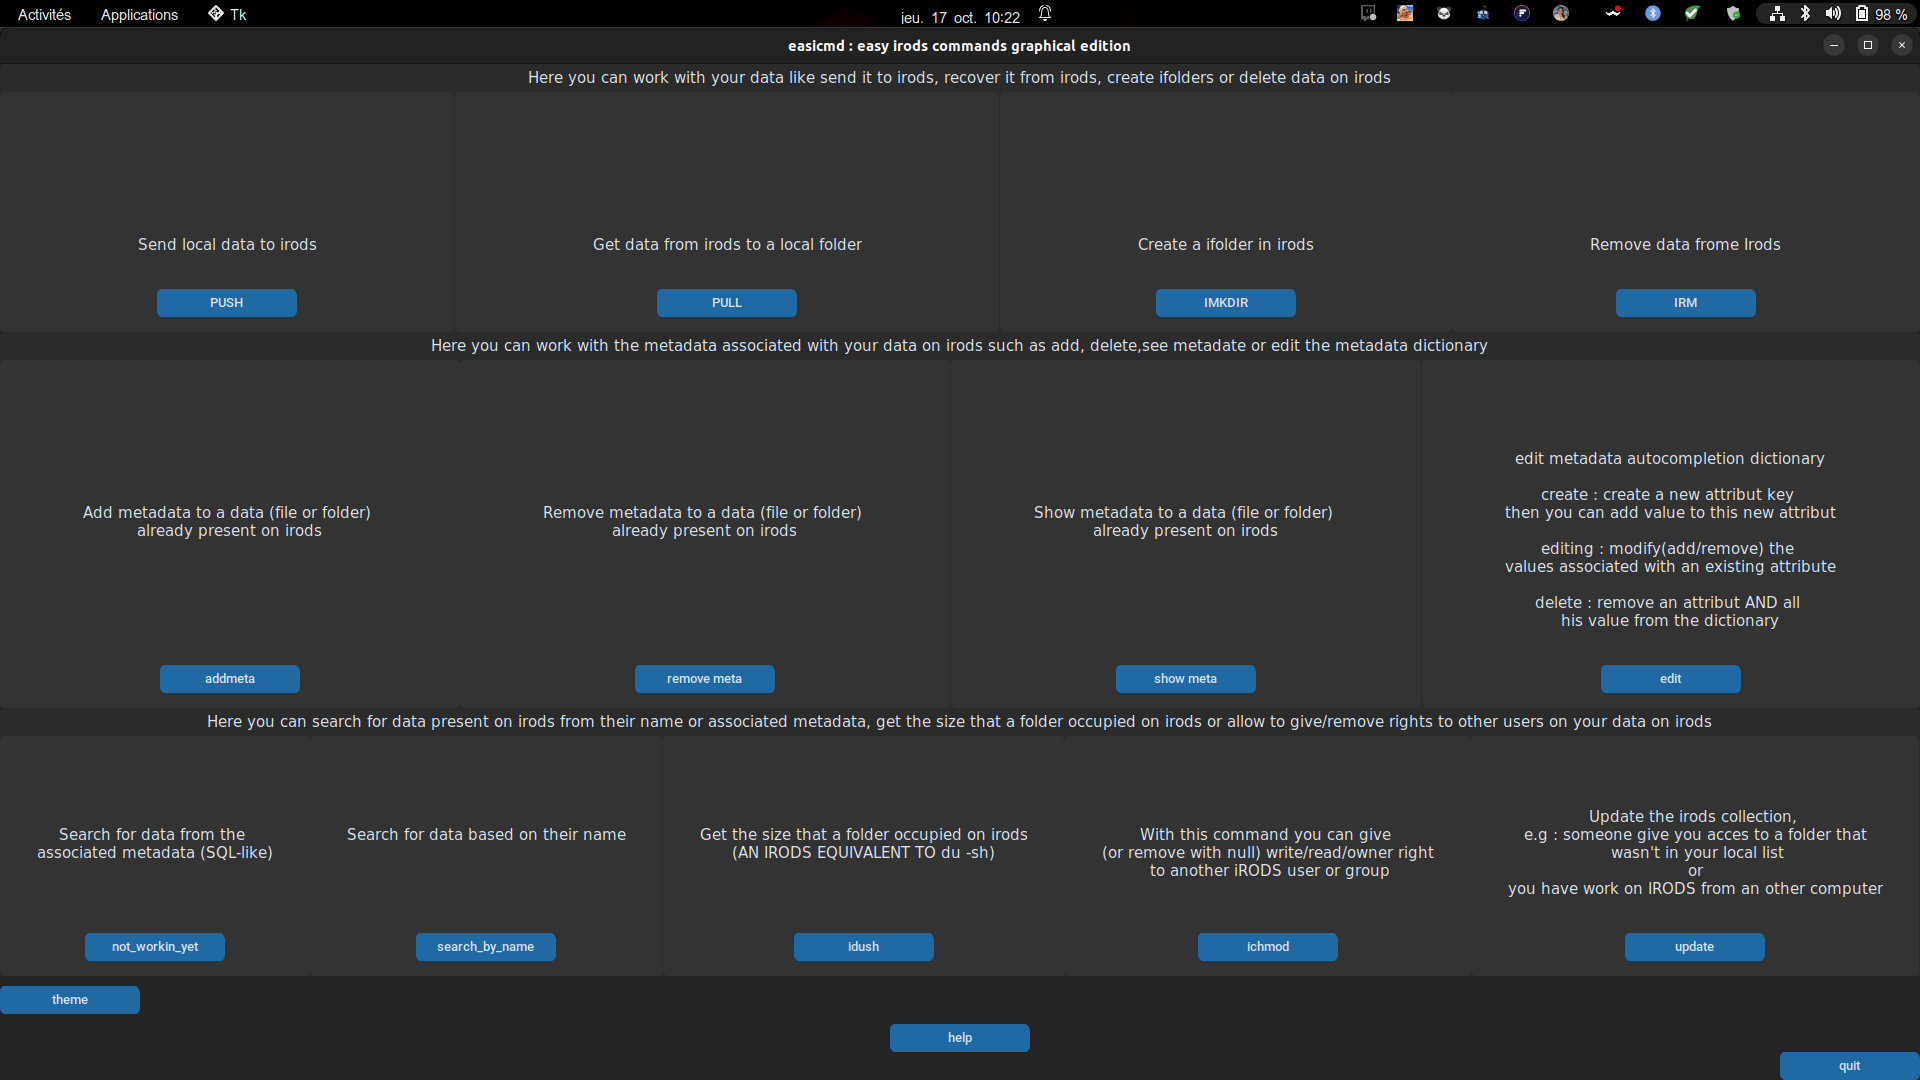 Activités Applications Tk jeu. 17 oct. 10:22 98 %
easicmd : easy irods commands graphical edition
Here you can work with your data like send it to irods, recover it from irods, create ifolders or delete data on irods
Send local data to irods
PUSH
Get data from irods to a local folder
PULL
Create a ifolder in irods
IMKDIR
Remove data frome Irods
IRM
Here you can work with the metadata associated with your data on irods such as add, delete,see metadate or edit the metadata dictionary
Add metadata to a data (file or folder)
already present on irods
addmeta
Remove metadata to a data (file or folder)
already present on irods
remove meta
Show metadata to a data (file or folder)
already present on irods
show meta
edit metadata autocompletion dictionary
create : create a new attribut key
then you can add value to this new attribut
editing : modify(add/remove) the
values associated with an existing attribute
delete : remove an attribut AND all
his value from the dictionary
edit
Here you can search for data present on irods from their name or associated metadata, get the size that a folder occupied on irods or allow to give/remove rights to other users on your data on irods
Search for data from the
associated metadata (SQL-like)
not_workin_yet
Search for data based on their name
search_by_name
Get the size that a folder occupied on irods
(AN IRODS EQUIVALENT TO du -sh)
idush
With this command you can give
(or remove with null) write/read/owner right
to another iRODS user or group
ichmod
Update the irods collection,
e.g : someone give you acces to a folder that
wasn't in your local list
or
you have work on IRODS from an other computer
update
theme
help
quit